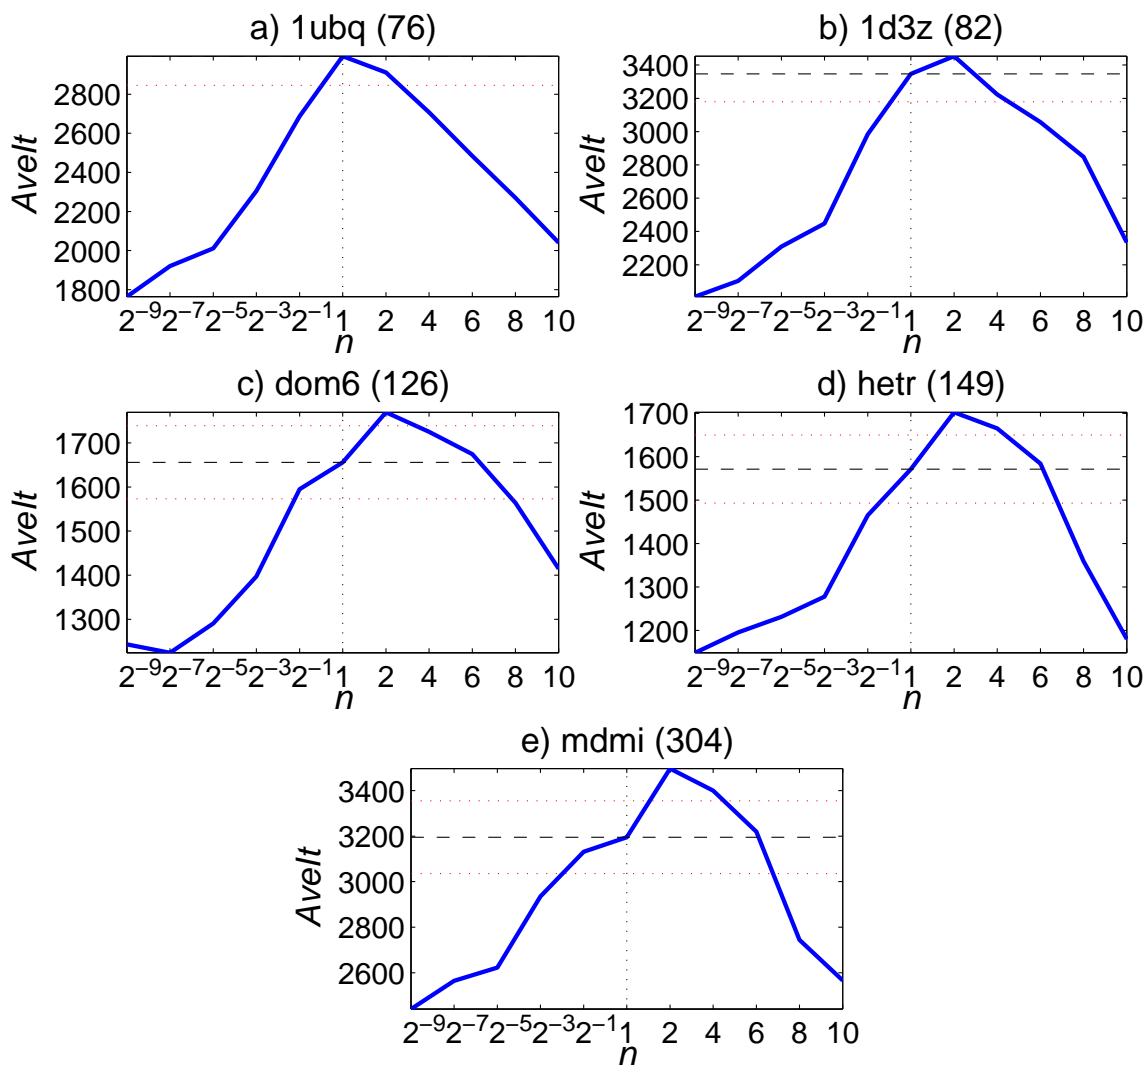 a) 1ubq (76)
AveIt
2800
2600
2400
2200
2000
1800
2⁻⁹ 2⁻⁷ 2⁻⁵ 2⁻³ 2⁻¹ 1 2 4 6 8 10
n
b) 1d3z (82)
AveIt
3400
3200
3000
2800
2600
2400
2200
2⁻⁹ 2⁻⁷ 2⁻⁵ 2⁻³ 2⁻¹ 1 2 4 6 8 10
n
c) dom6 (126)
AveIt
1700
1600
1500
1400
1300
2⁻⁹ 2⁻⁷ 2⁻⁵ 2⁻³ 2⁻¹ 1 2 4 6 8 10
n
d) hetr (149)
AveIt
1700
1600
1500
1400
1300
1200
2⁻⁹ 2⁻⁷ 2⁻⁵ 2⁻³ 2⁻¹ 1 2 4 6 8 10
n
e) mdmi (304)
AveIt
3400
3200
3000
2800
2600
2⁻⁹ 2⁻⁷ 2⁻⁵ 2⁻³ 2⁻¹ 1 2 4 6 8 10
n